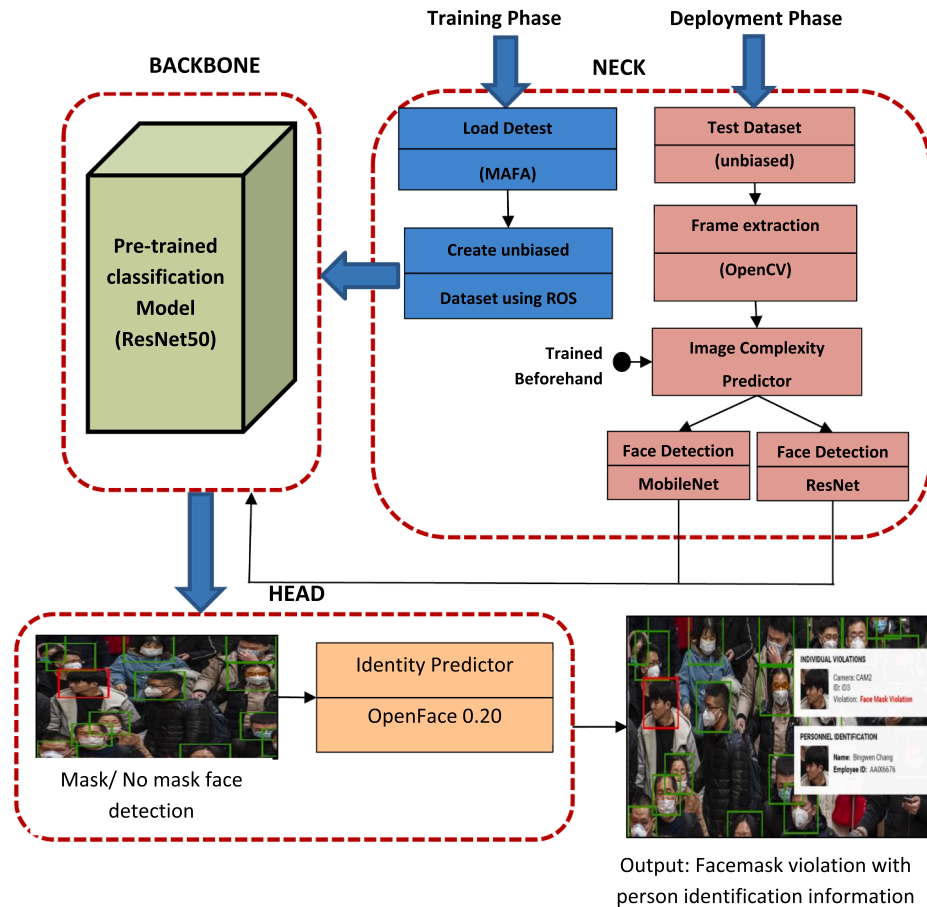 Training Phase
Deployment Phase
BACKBONE
NECK
Pre-trained
classification
Model
(ResNet50)
Load Detest
(MAFA)
Create unbiased
Dataset using ROS
Test Dataset
(unbiased)
Frame extraction
(OpenCV)
Trained
Beforehand
Image Complexity
Predictor
Face Detection
MobileNet
Face Detection
ResNet
HEAD
Identity Predictor
OpenFace 0.20
Mask/ No mask face
detection
INDIVIDUAL VIOLATIONS
Camera: CAM2
ID: ID3
Violation: Face Mask Violation
PERSONNEL IDENTIFICATION
Name: Bingwen Chang
Employee ID: AAIX6676
Output: Facemask violation with
person identification information